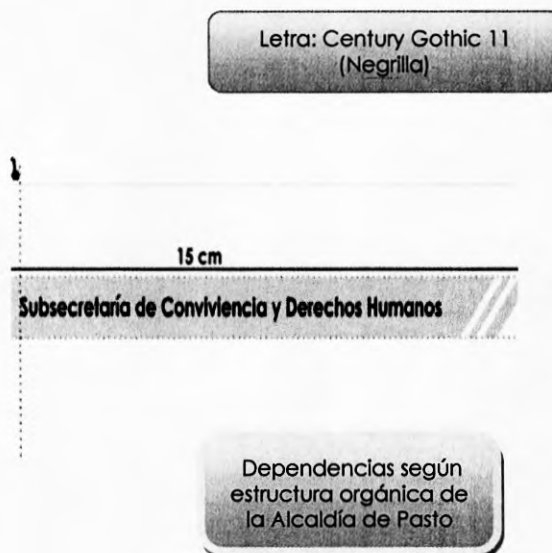 Letra: Century Gothic 11
(Negrilla)
15 cm
Subsecretaría de Conviviencia y Derechos Humanos
Dependencias según
estructura orgánica de
la Alcaldía de Pasto